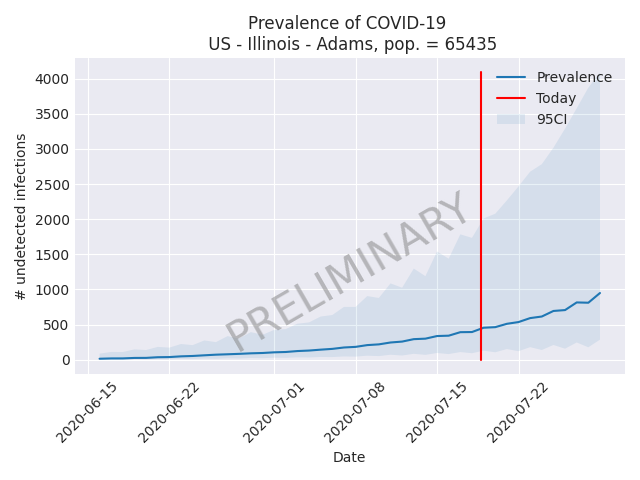 Prevalence of COVID-19
US - Illinois - Adams, pop. = 65435
# undetected infections
4000
3500
3000
2500
2000
1500
1000
500
0
Prevalence
Today
95CI
PRELIMINARY
2020-06-15
2020-06-22
2020-07-01
2020-07-08
2020-07-15
2020-07-22
Date